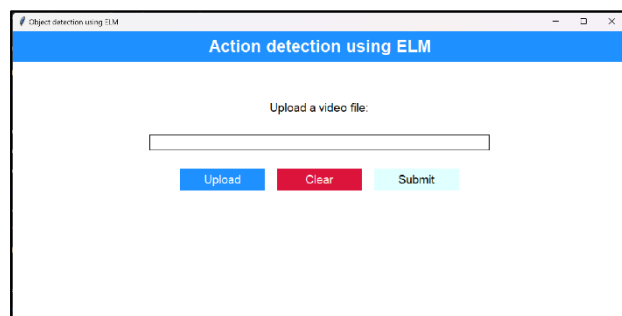 Object detection using ELM
Action detection using ELM
Upload a video file:
Upload Clear Submit